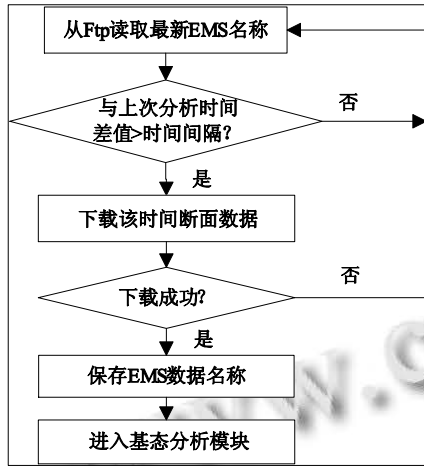 从Ftp读取最新EMS名称
与上次分析时间
差值>时间间隔?
否
是
下载该时间断面数据
下载成功?
否
是
保存EMS数据名称
进入基态分析模块